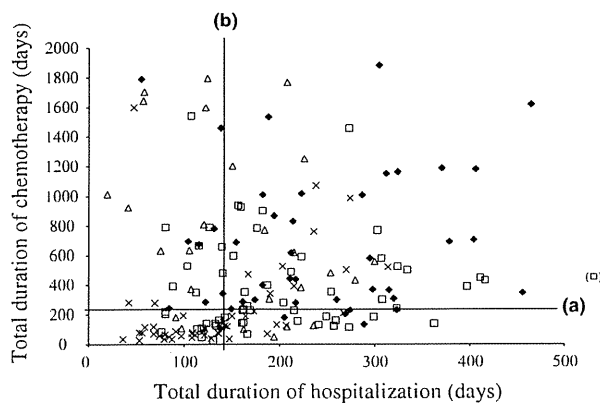 (b)
Total duration of chemotherapy (days)
2000
1800
1600
1400
1200
1000
800
600
400
200
0
(a)
0 100 200 300 400 500
Total duration of hospitalization (days)